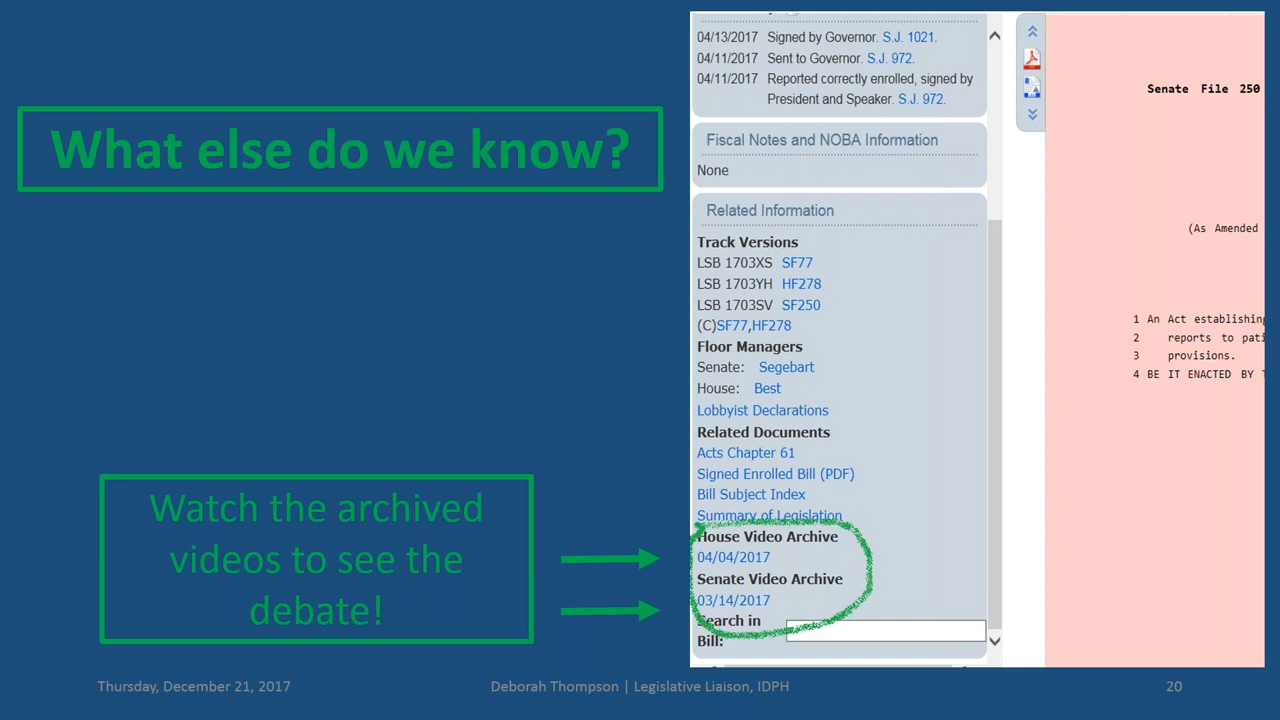 What else do we know?
Watch the archived
videos to see the
debate!
04/13/2017 Signed by Governor. S.J. 1021.
04/11/2017 Sent to Governor. S.J. 972.
04/11/2017 Reported correctly enrolled, signed by
President and Speaker. S.J. 972.
Fiscal Notes and NOBA Information
None
Related Information
Track Versions
LSB 1703XS SF77
LSB 1703YH HF278
LSB 1703SV SF250
(C)SF77,HF278
Floor Managers
Senate: Segebart
House: Best
Lobbyist Declarations
Related Documents
Acts Chapter 61
Signed Enrolled Bill (PDF)
Bill Subject Index
Summary of Legislation
House Video Archive
04/04/2017
Senate Video Archive
03/14/2017
Search in
Bill:
Senate File 250
(As Amended
1 An Act establishing
2 reports to pati
3 provisions.
4 BE IT ENACTED BY
Thursday, December 21, 2017
Deborah Thompson | Legislative Liaison, IDPH
20